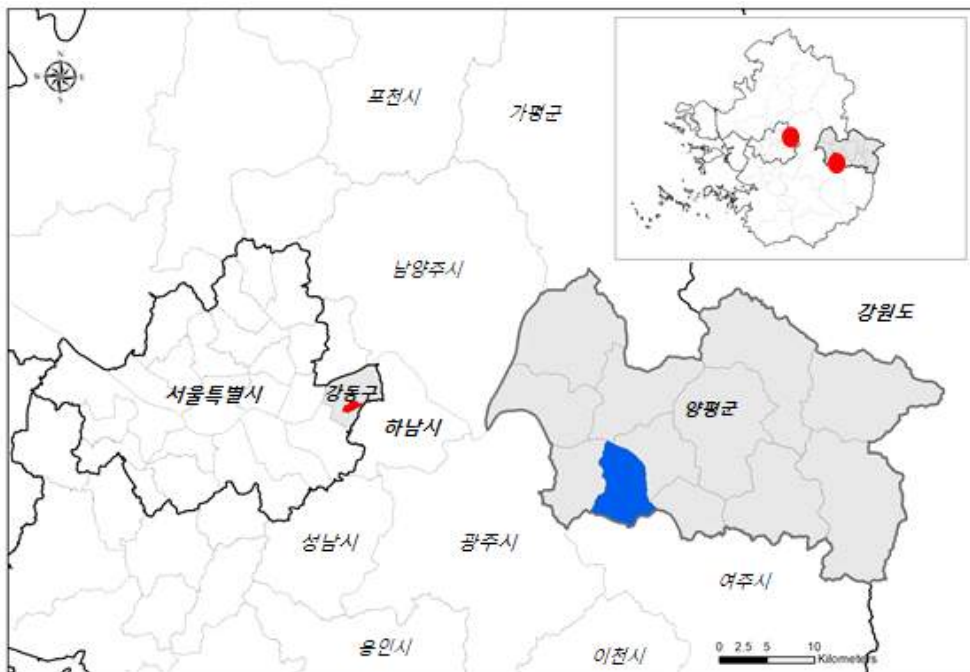 N
W
E
S
포천시
가평군
남양주시
강원도
서울특별시
강동구
하남시
양평군
성남시
광주시
여주시
용인시
이천시
0 2.5 5 10
Kilometers